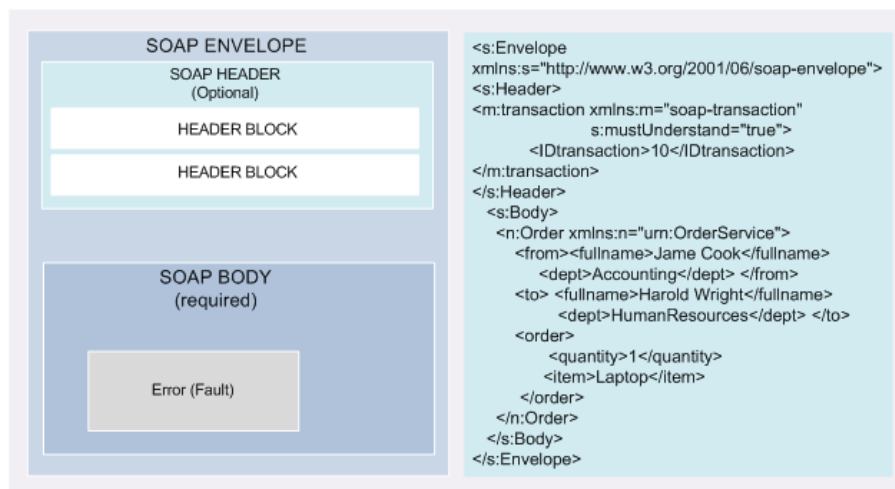 SOAP ENVELOPE
SOAP HEADER
(Optional)
HEADER BLOCK
HEADER BLOCK
SOAP BODY
(required)
Error (Fault)
<s:Envelope
xmlns:s="http://www.w3.org/2001/06/soap-envelope">
<s:Header>
<m:transaction xmlns:m="soap-transaction"
s:mustUnderstand="true">
<IDtransaction>10</IDtransaction>
</m:transaction>
</s:Header>
<s:Body>
<n:Order xmlns:n="urn:OrderService">
<from><fullname>Jame Cook</fullname>
<dept>Accounting</dept> </from>
<to> <fullname>Harold Wright</fullname>
<dept>HumanResources</dept> </to>
<order>
<quantity>1</quantity>
<item>Laptop</item>
</order>
</n:Order>
</s:Body>
</s:Envelope>